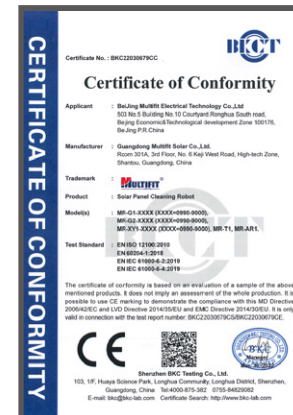 CERTIFICATE OF CONFORMITY
BKCT
Certificate No. : BKC22030679CC
Certificate of Conformity
Applicant : BeiJing Multifit Electrical Technology Co.,Ltd
503 No.5 Building No.10 Courtyard Ronghua South road,
Beijing Economic&Technological development Zone 100176,
BeJing P.R.China
Manufacturer : Guangdong Multifit Solar Co.,Ltd.
Room 301A, 3rd Floor, No. 6 Keji West Road, High-tech Zone,
Shantou, Guangdong, China
Trademark : MULTIFIT
Product : Solar Panel Cleaning Robot
Model(s) : MR-G1-XXXX (XXXX=0990-9000),
MR-G2-XXXX (XXXX=0990-9000),
MR-XY1-XXXX (XXXX=0990-9000), MR-T1, MR-AR1.
Test Standard : EN ISO 12100:2010
EN 60204-1:2018
EN IEC 61000-6-2:2019
EN IEC 61000-6-4:2019
The certificate of conformity is based on an evaluation of a sample of the above
mentioned products. It does not imply an assessment of the whole production. It is
possible to use CE marking to demonstrate the compliance with this MD Directive
2006/42/EC and LVD Directive 2014/35/EU and EMC Directive 2014/30/EU. It is only
valid in connection with the test report number: BKC22030679CS/BKC22030679CE.
CE
BKC
Shenzhen BKC Testing Co., Ltd.
103, 1/F, Huaya Science Park, Longhua Community, Longhua District, Shenzhen,
Guangdong, China Tel:4000-875-382 0755-84829082
E-mail: bkc@bkc-lab.com Certificate Search: http://www.bkc-lab.com